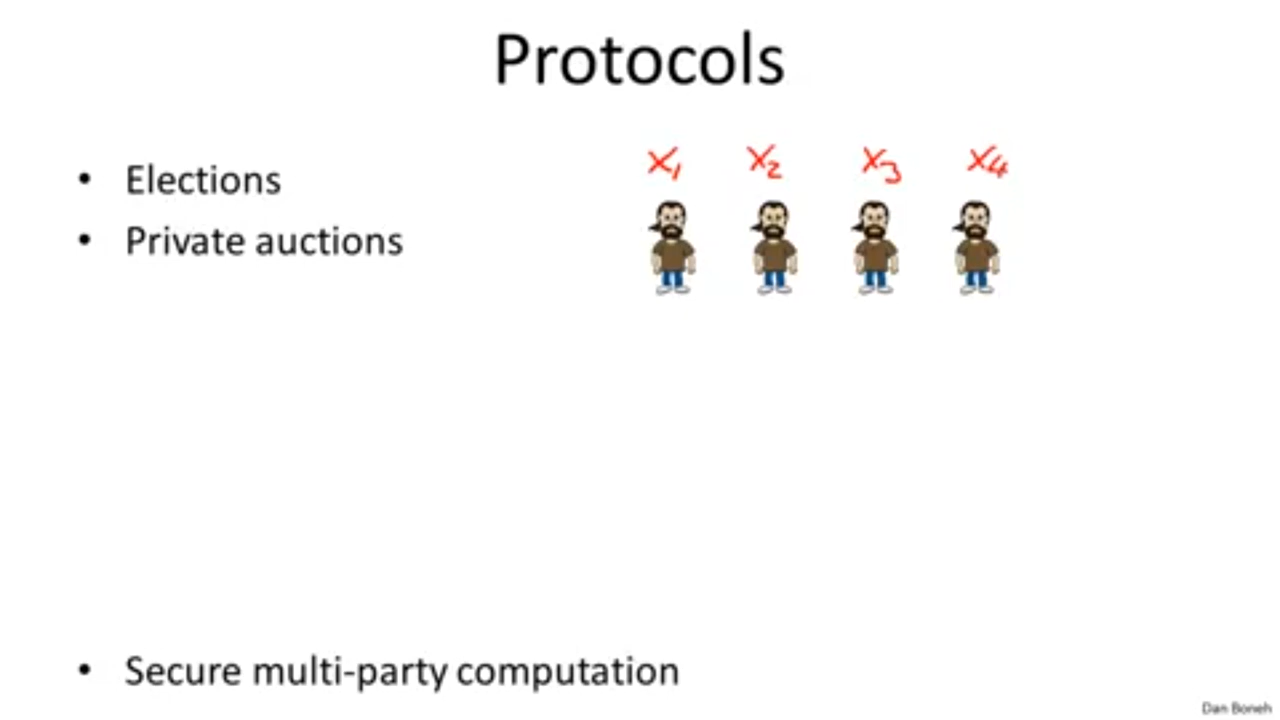 Protocols
• Elections
• Private auctions
X1 X2 X3 X4
• Secure multi-party computation
Dan Boneh